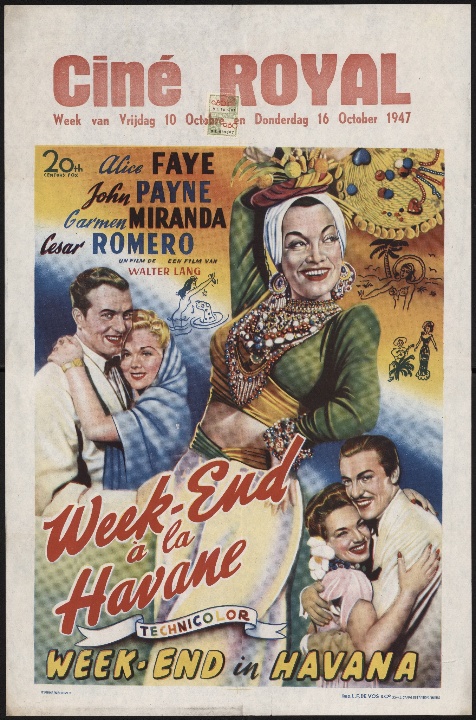 Ciné ROYAL
Week van Vrijdag 10 Octobre en Donderdag 16 October 1947
20th
CENTURY FOX
Alice FAYE
John PAYNE
Carmen MIRANDA
Cesar ROMERO
UN FILM DE EEN FILM VAN
WALTER LANG
Week-End
à la
Havane
TECHNICOLOR
WEEK-END in HAVANA